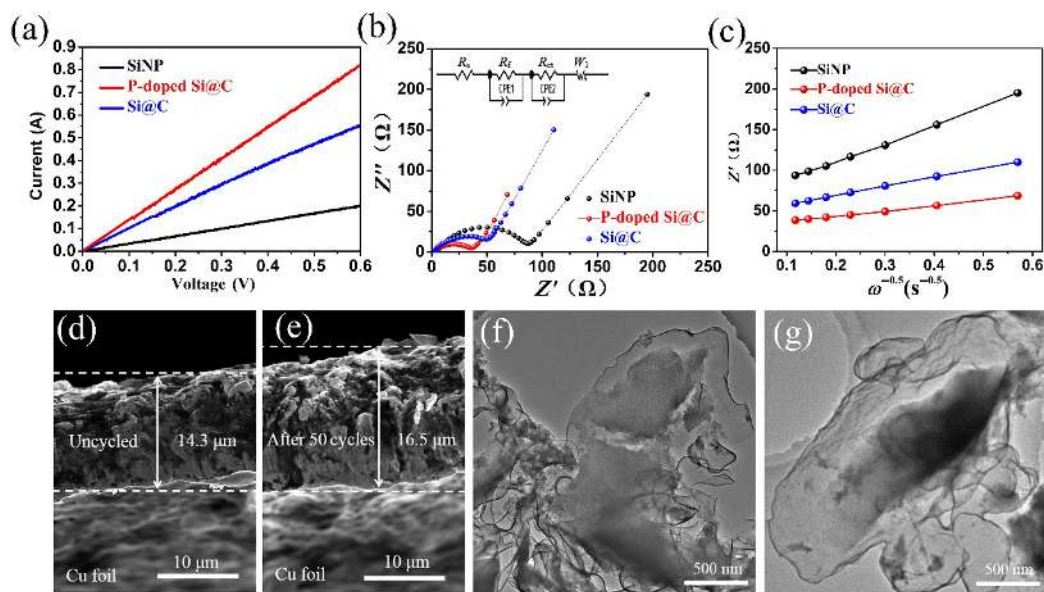 (a)
0.9
0.8
0.7
0.6
0.5
0.4
0.3
0.2
0.1
0.0
Current (A)
SiNP
P-doped Si@C
Si@C
0.0 0.1 0.2 0.3 0.4 0.5 0.6
Voltage (V)
(b)
250
200
150
100
50
0
Z'' (Ω)
Rs Rf Rct W1
CPE1 CPE2
SiNP
P-doped Si@C
Si@C
0 50 100 150 200 250
Z' (Ω)
(c)
250
200
150
100
50
0
Z' (Ω)
SiNP
P-doped Si@C
Si@C
0.1 0.2 0.3 0.4 0.5 0.6
ω⁻⁰·⁵(s⁻⁰·⁵)
(d)
Uncycled 14.3 μm
10 μm
Cu foil
(e)
After 50 cycles 16.5 μm
10 μm
Cu foil
(f)
500 nm
(g)
500 nm